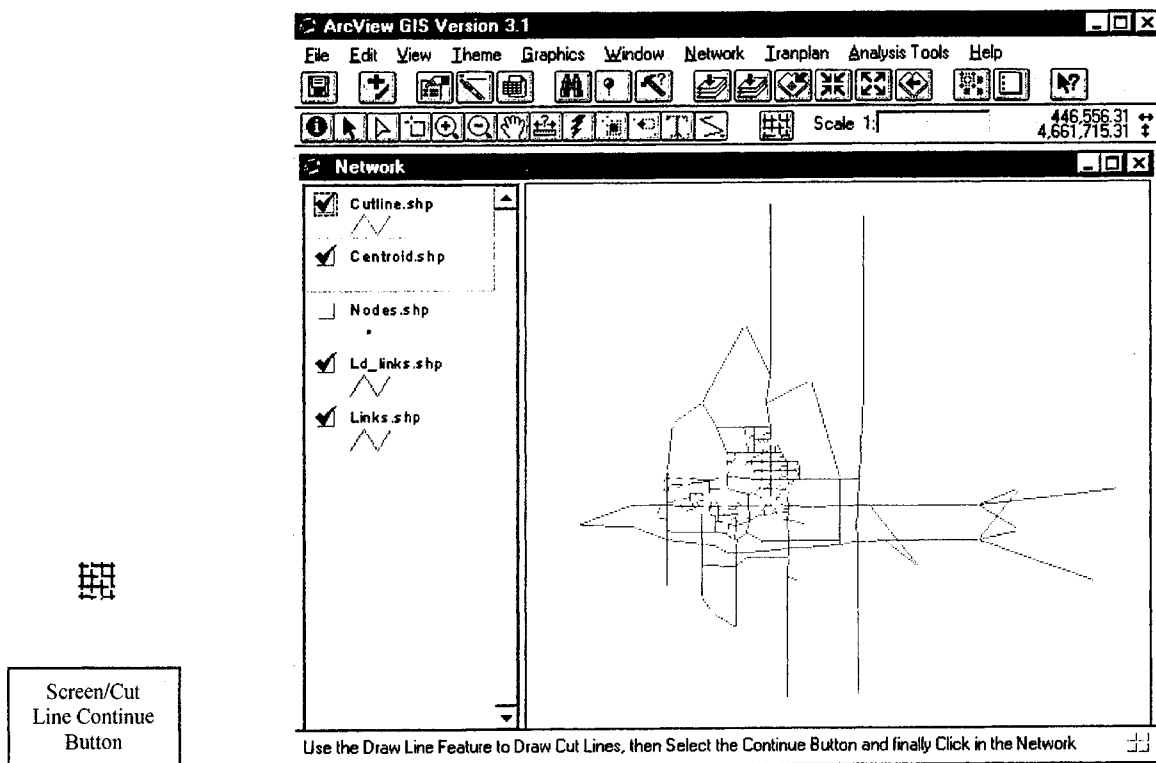 ArcView GIS Version 3.1
File Edit View Theme Graphics Window Network Tranplan Analysis Tools Help
Scale 1:
446,556.31
4,661,715.31
Network
Cutline.shp
Centroid.shp
Nodes.shp
Ld_links.shp
Links.shp
Screen/Cut
Line Continue
Button
Use the Draw Line Feature to Draw Cut Lines, then Select the Continue Button and finally Click in the Network